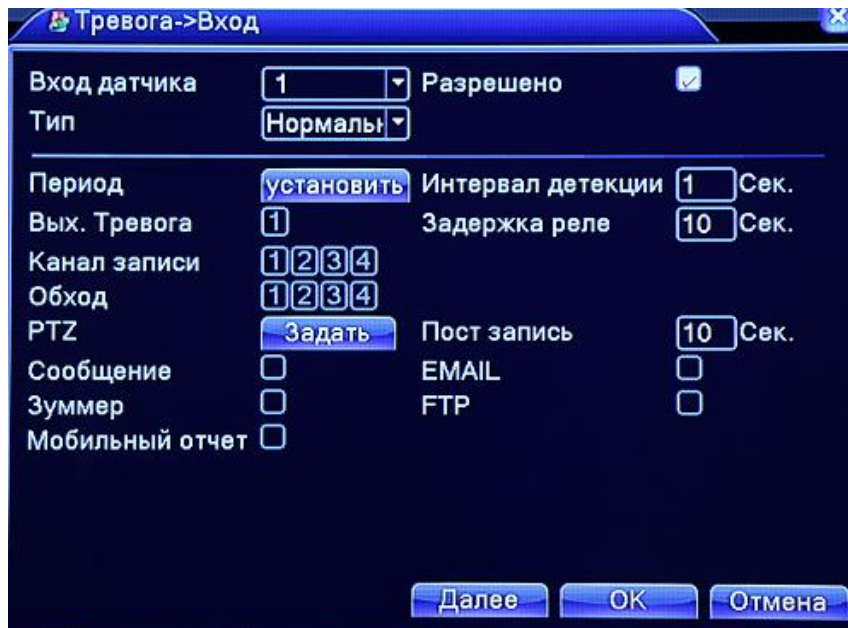 Тревога->Вход
Вход датчика 1 Разрешено
Тип
Период установить Интервал детекции 1 Сек.
Вых. Тревога 1 Задержка реле 10 Сек.
Канал записи 1 2 3 4
Обход 1 2 3 4
PTZ Задать Пост запись 10 Сек.
Сообщение EMAIL
Зуммер FTP
Мобильный отчет
Далее OK Отмена